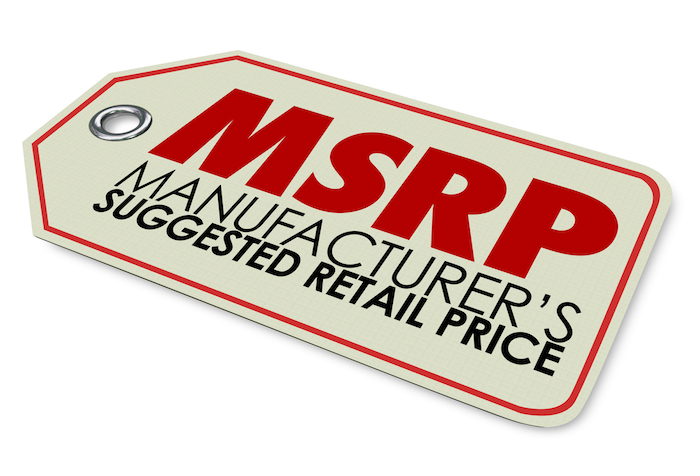 MSRP
MANUFACTURER'S
SUGGESTED RETAIL PRICE